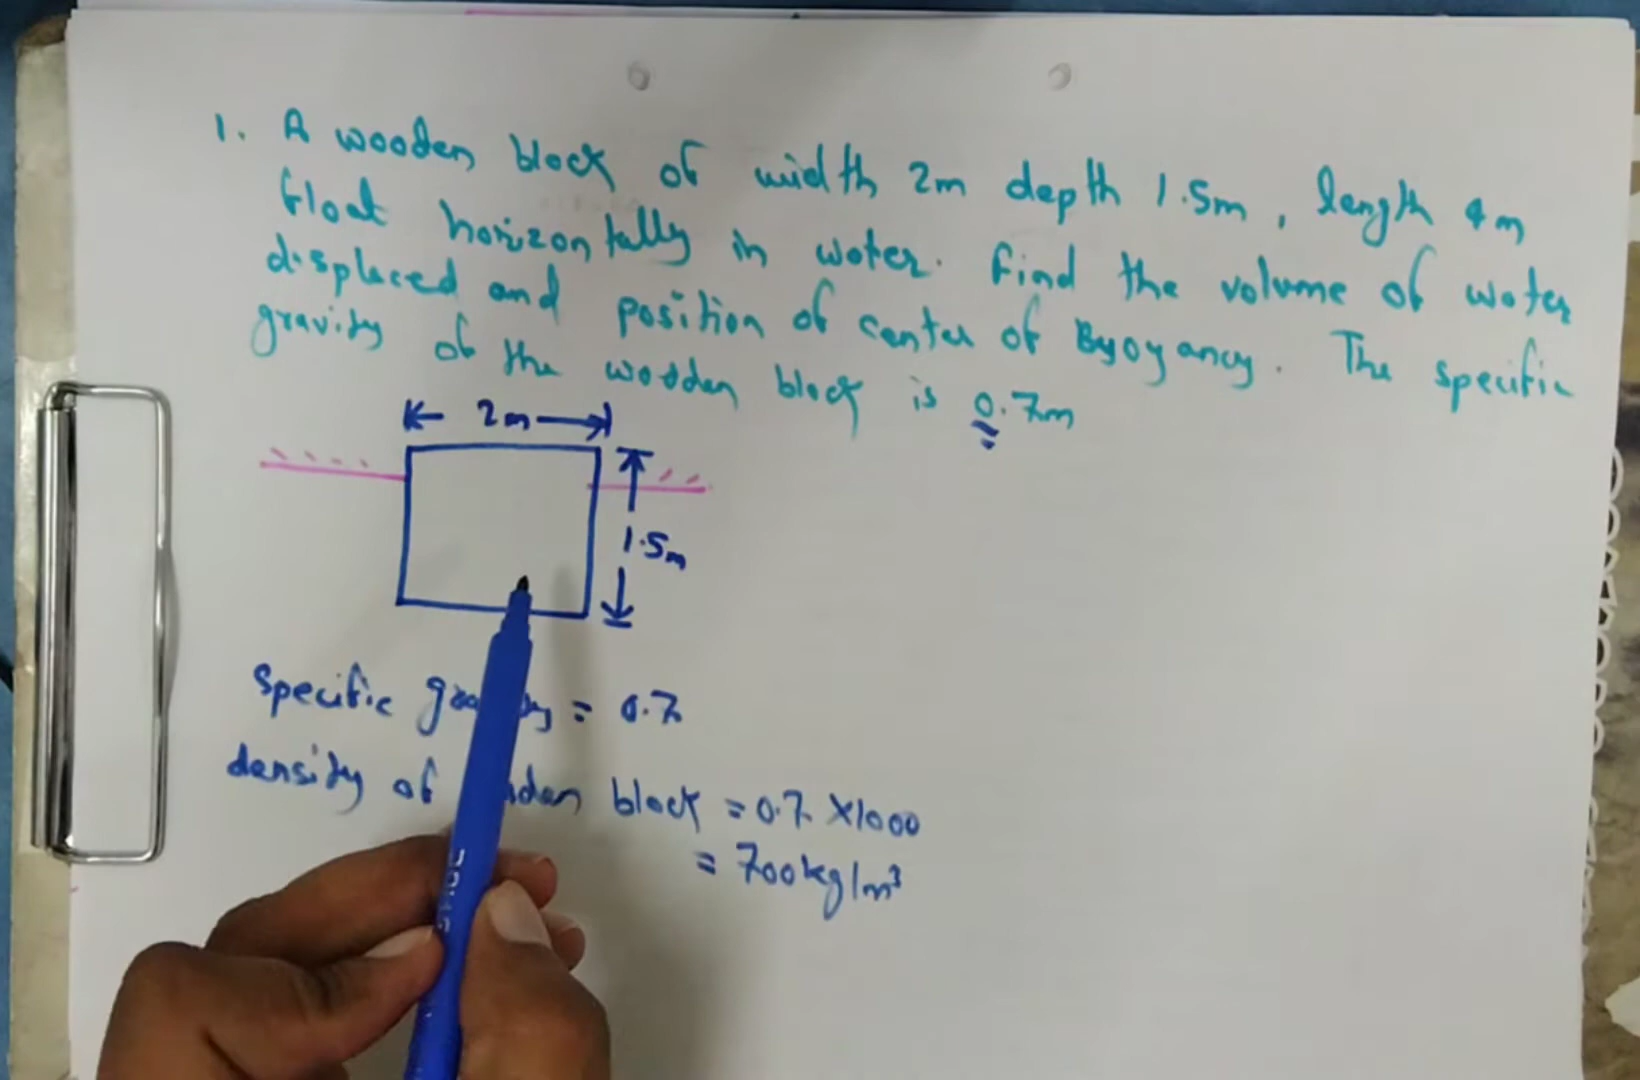 1. A wooden block of width 2m depth 1.5m, length 4m
float horizontally in water. find the volume of water
displaced and position of center of Byoyancy. The specific
gravity of the wooden block is 0.7m
2m
1.5m
Specific = 0.7
density of block = 0.7 X1000
= 700kg/m³